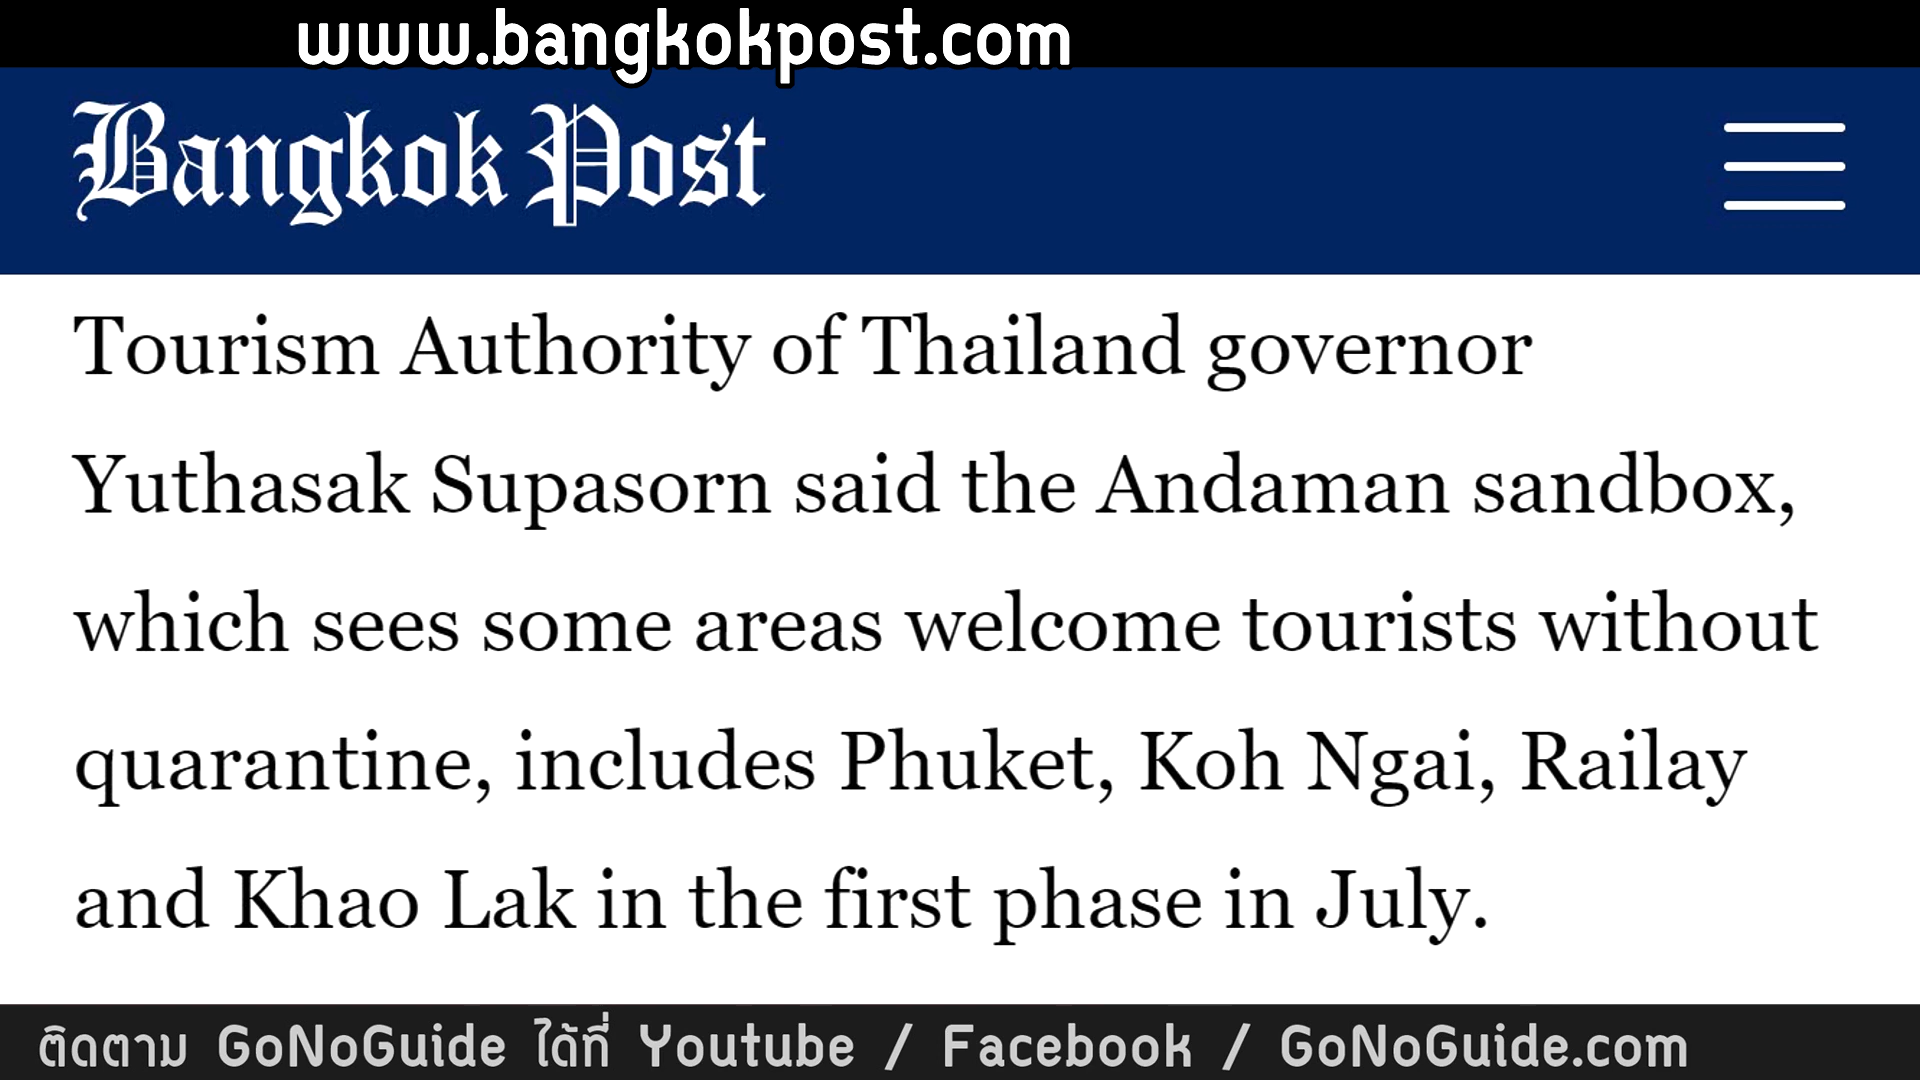 www.bangkokpost.com
Bangkok Post
Tourism Authority of Thailand governor
Yuthasak Supasorn said the Andaman sandbox,
which sees some areas welcome tourists without
quarantine, includes Phuket, Koh Ngai, Railay
and Khao Lak in the first phase in July.
ติดตาม GoNoGuide ได้ที่ Youtube / Facebook / GoNoGuide.com